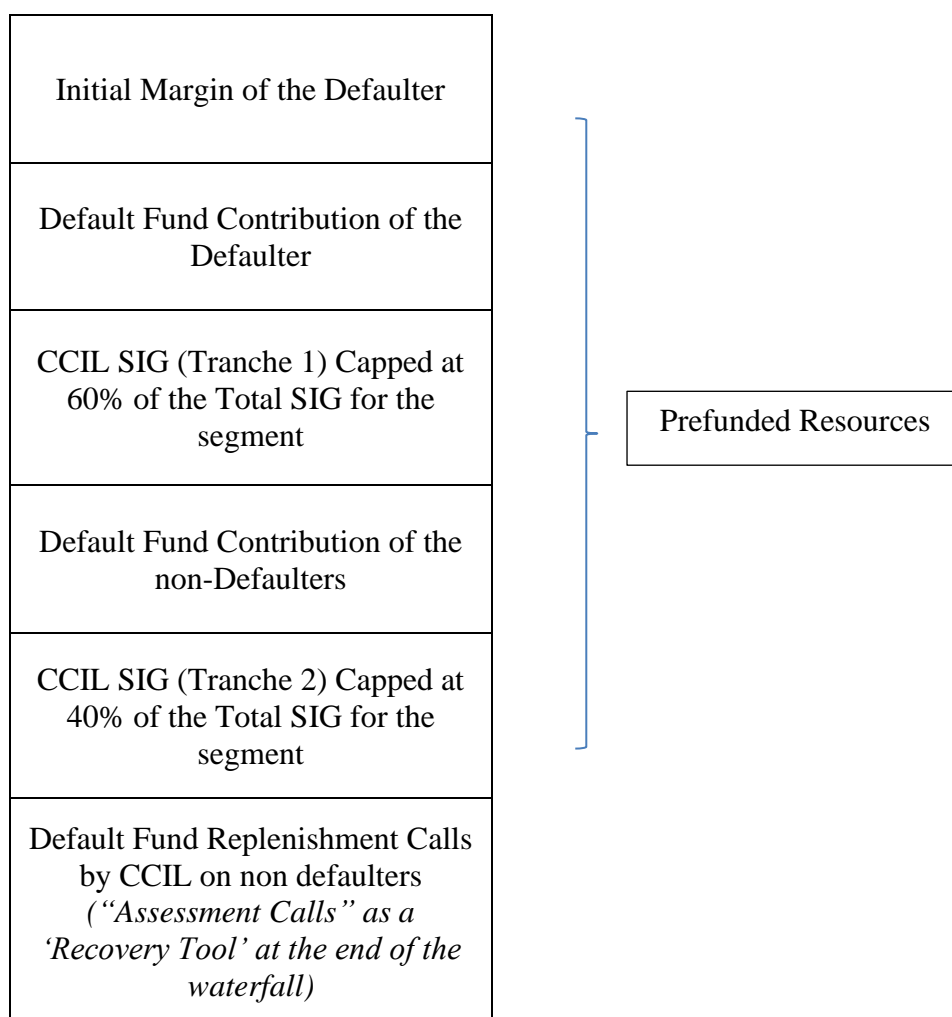 Initial Margin of the Defaulter
Default Fund Contribution of the
Defaulter
CCIL SIG (Tranche 1) Capped at
60% of the Total SIG for the
segment
Prefunded Resources
Default Fund Contribution of the
non-Defaulters
CCIL SIG (Tranche 2) Capped at
40% of the Total SIG for the
segment
Default Fund Replenishment Calls
by CCIL on non defaulters
(“Assessment Calls” as a
‘Recovery Tool’ at the end of the
waterfall)